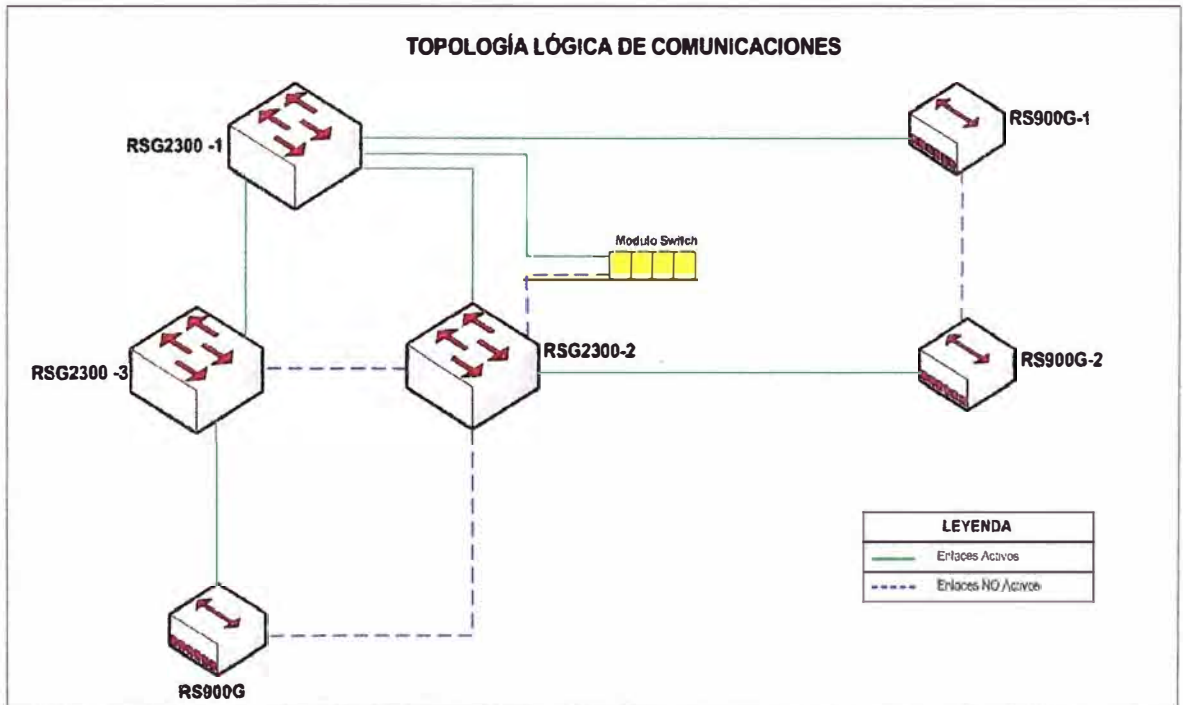 TOPOLOGÍA LÓGICA DE COMUNICACIONES
RSG2300 -1
RS900G-1
Modulo Switch
RSG2300 -3
RSG2300-2
RS900G-2
LEYENDA
Enlaces Activos
Enlaces NO Activos
RS900G